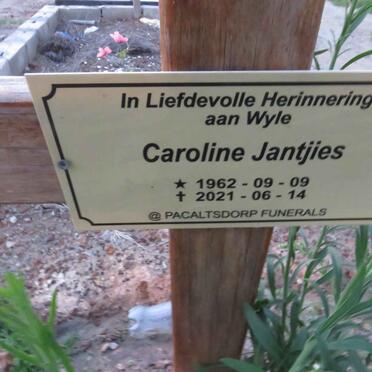 In Liefdevolle Herinnering
aan Wyle
Caroline Jantjies
★ 1962 - 09 - 09
✝ 2021 - 06 - 14
@ PACALTSDORP FUNERALS